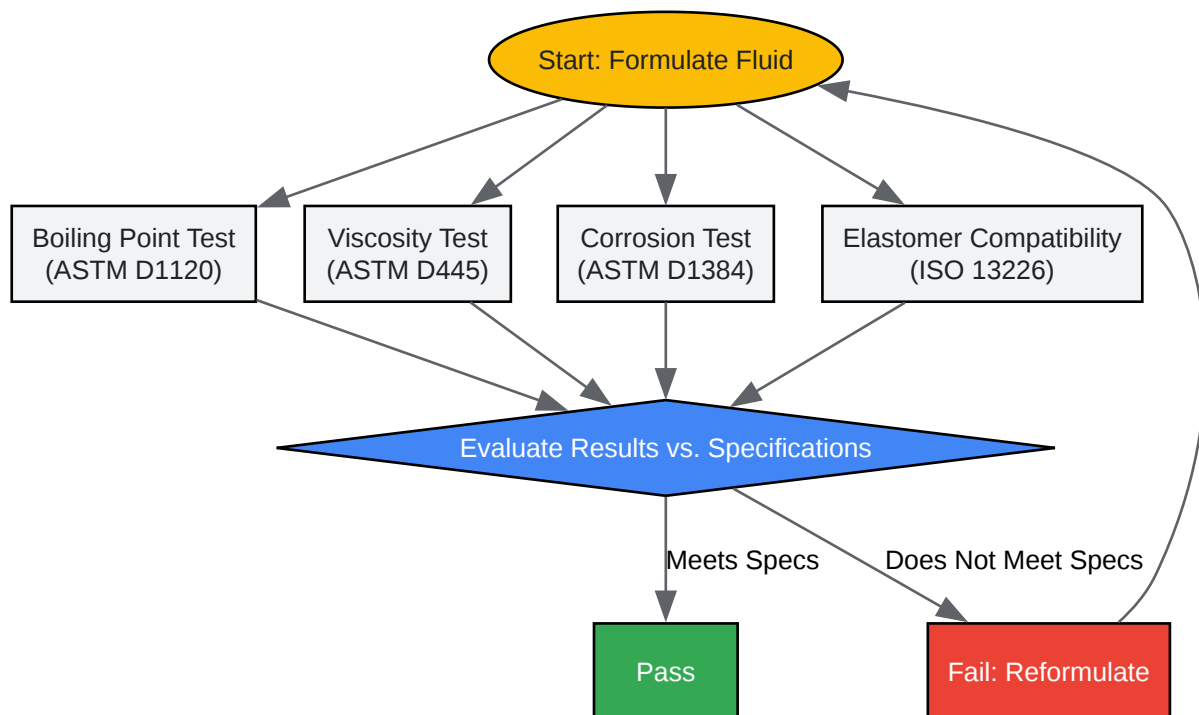 Start: Formulate Fluid
Boiling Point Test
(ASTM D1120)
Viscosity Test
(ASTM D445)
Corrosion Test
(ASTM D1384)
Elastomer Compatibility
(ISO 13226)
Evaluate Results vs. Specifications
Meets Specs
Does Not Meet Specs
Pass
Fail: Reformulate